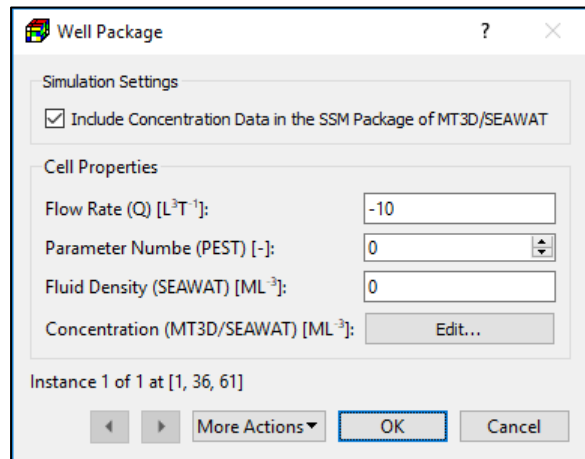 Well Package
?
Simulation Settings
Include Concentration Data in the SSM Package of MT3D/SEAWAT
Cell Properties
Flow Rate (Q) [L³T⁻¹]: -10
Parameter Numbe (PEST) [-]: 0
Fluid Density (SEAWAT) [ML⁻³]: 0
Concentration (MT3D/SEAWAT) [ML⁻³]: Edit...
Instance 1 of 1 at [1, 36, 61]
More Actions OK Cancel